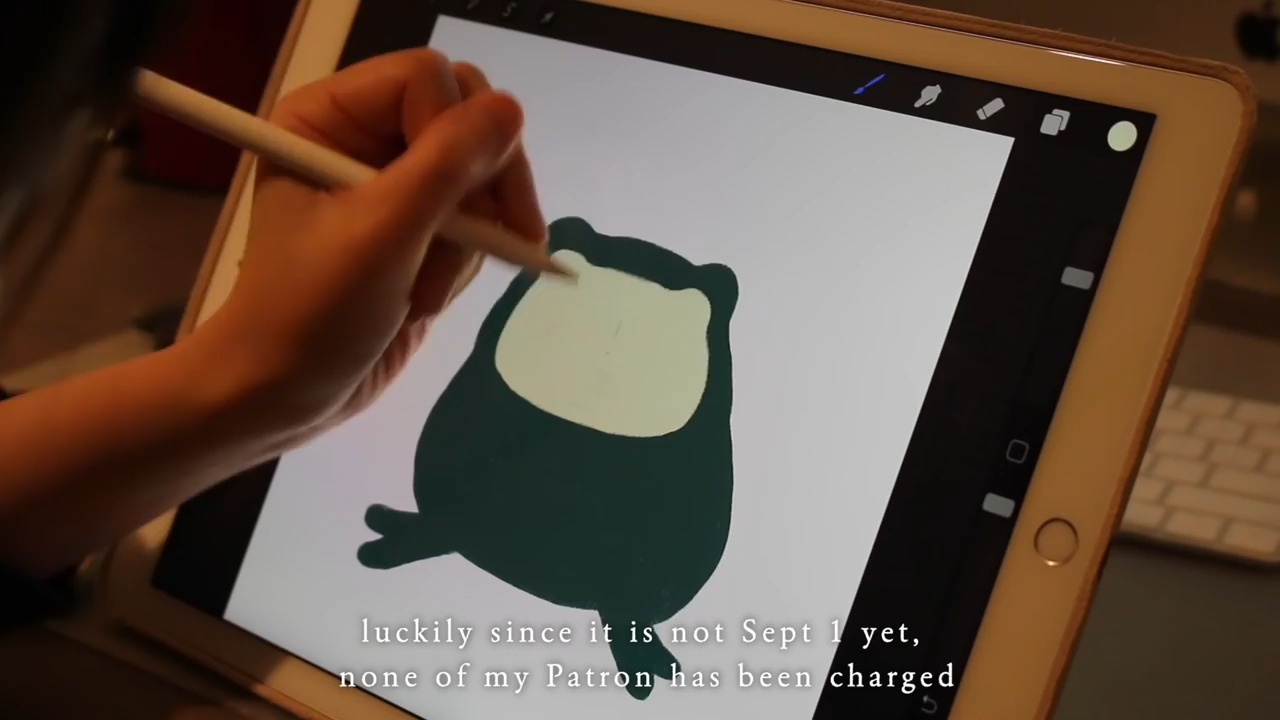 luckily since it is not Sept 1 yet,
none of my Patron has been charged